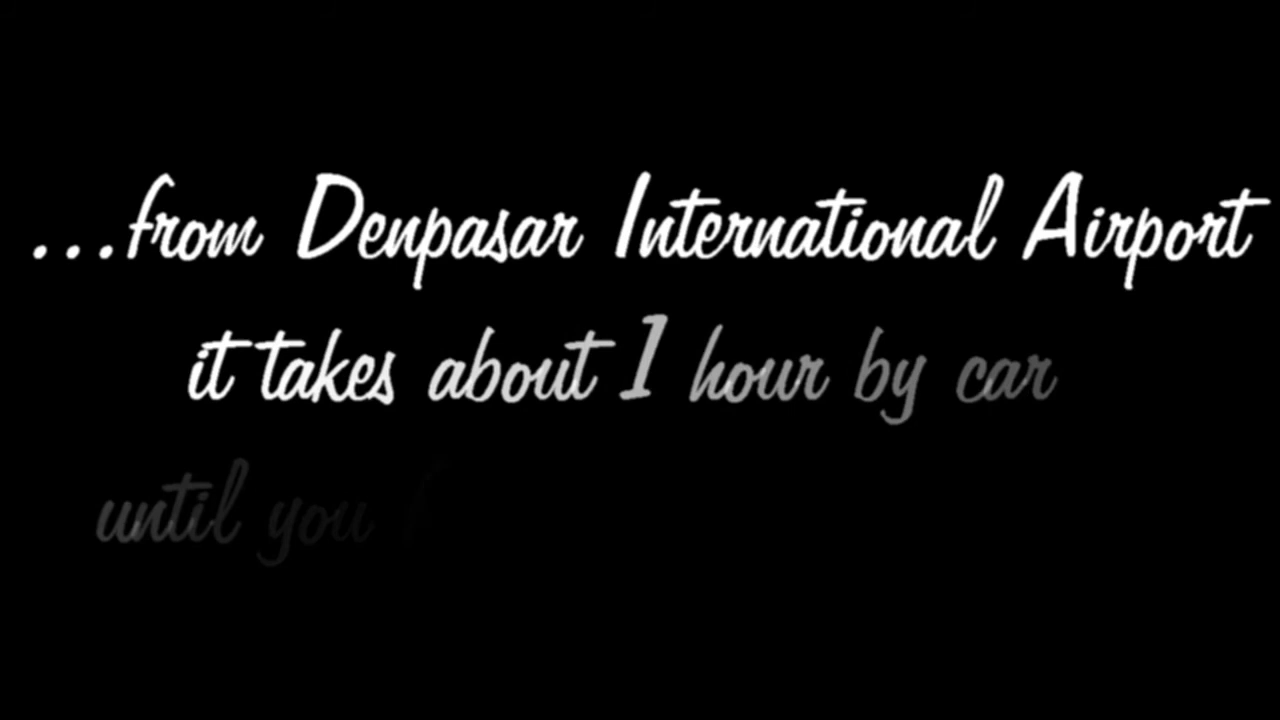 ...from Denpasar International Airport
it takes about 1 hour by car
until you